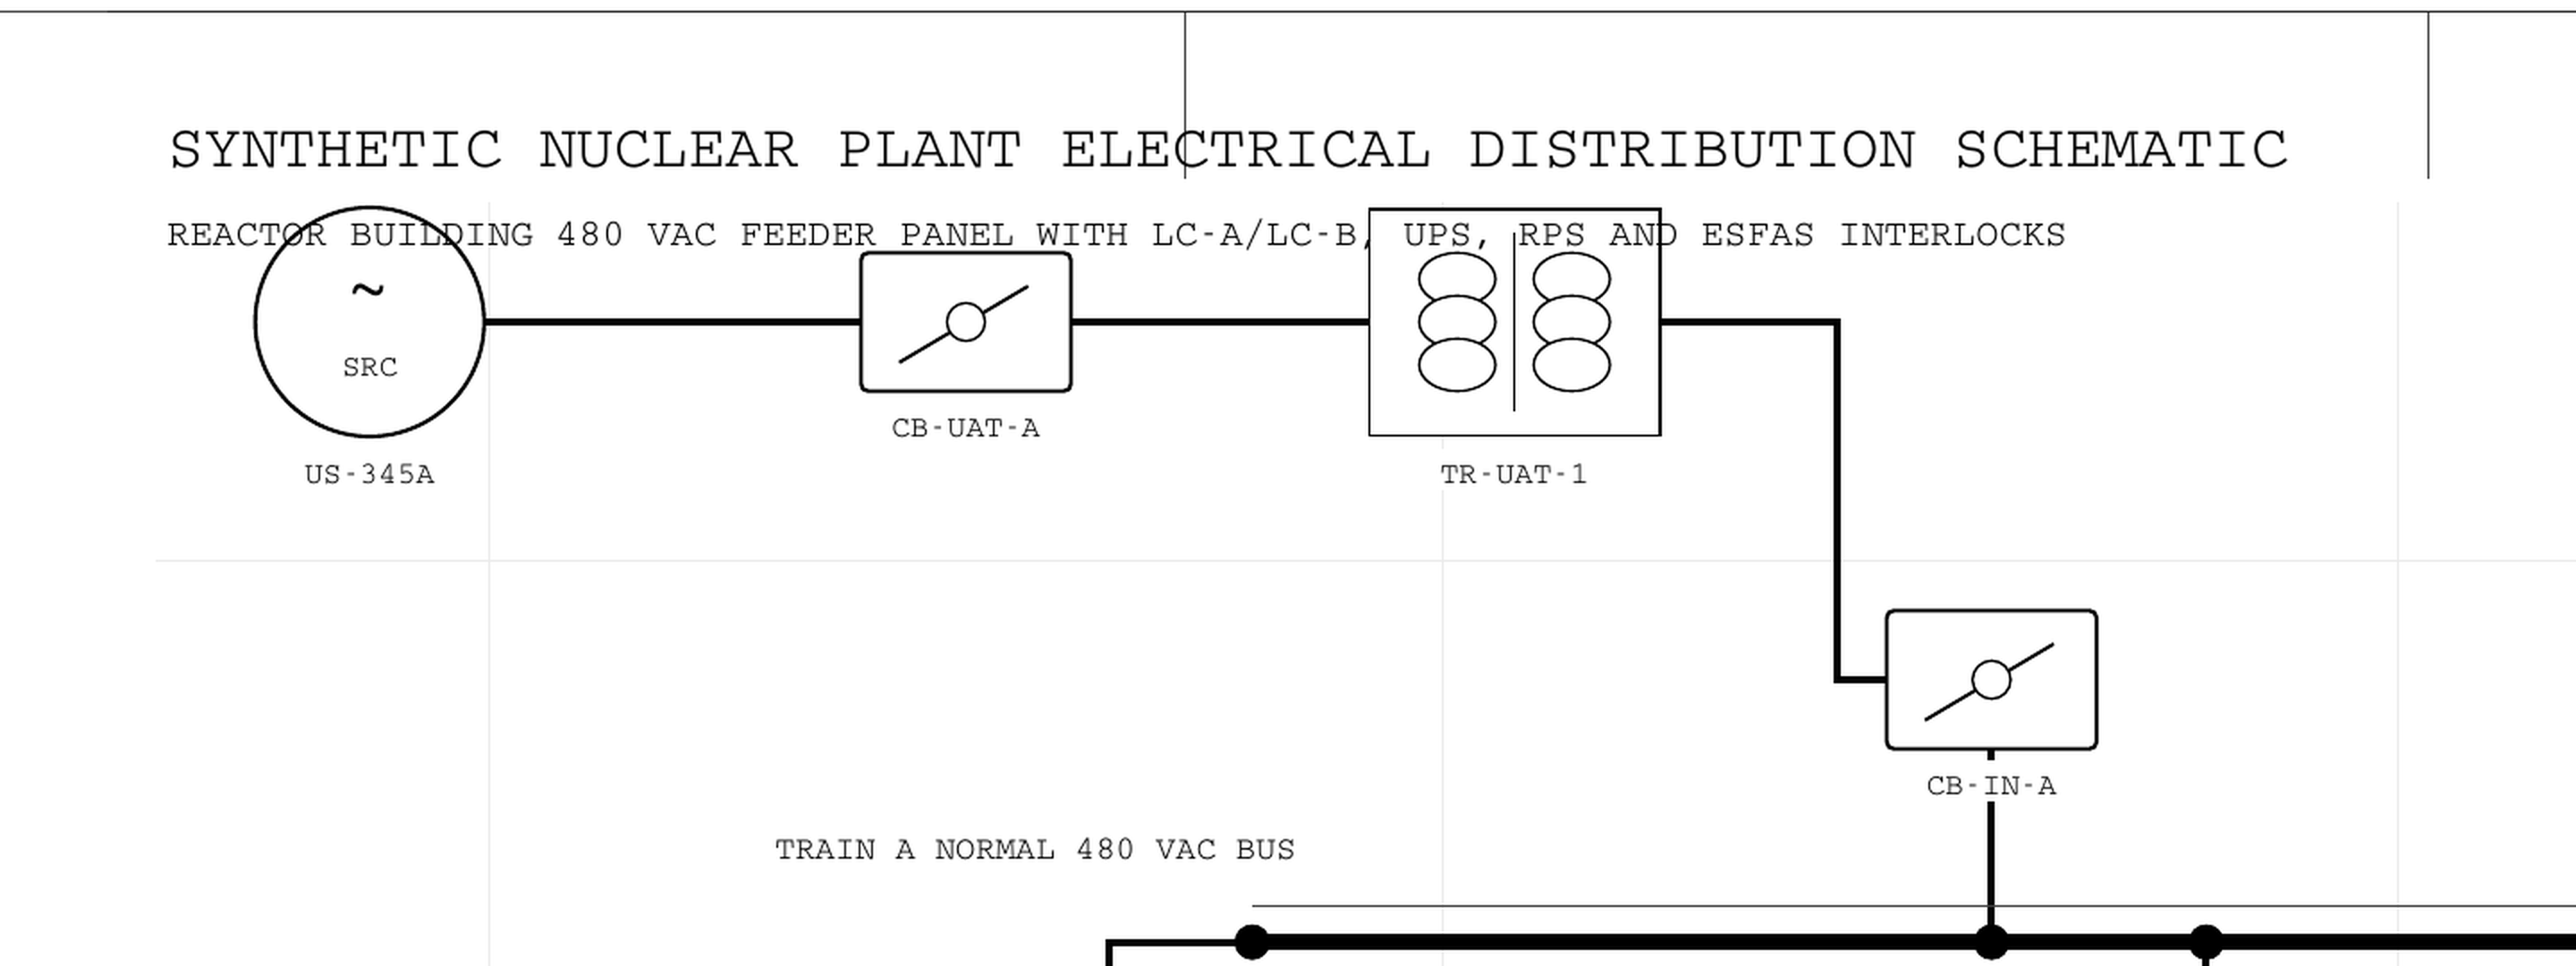 SYNTHETIC NUCLEAR PLANT ELECTRICAL DISTRIBUTION SCHEMATIC
REACTOR BUILDING 480 VAC FEEDER PANEL WITH LC-A/LC-B, UPS, RPS AND ESFAS INTERLOCKS
~
SRC
CB-UAT-A
US-345A
TR-UAT-1
CB-IN-A
TRAIN A NORMAL 480 VAC BUS